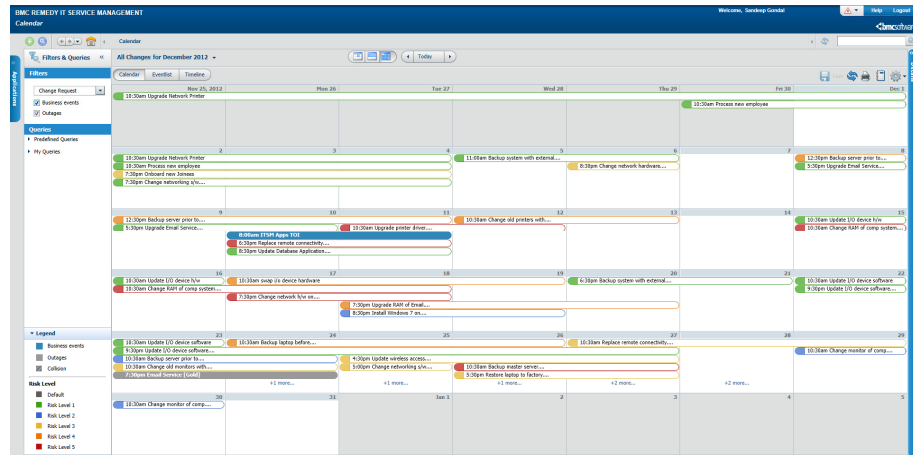 BMC REMEDY IT SERVICE MANAGEMENT
Welcome, Sandeep Gondal
Help
Logout
Calendar
bmcsoftware
Calendar
Applications
Filters & Queries «
All Changes for December 2012
Today
Filters
Calendar
Eventlist
Timeline
Change Request
Business events
Outages
Queries
Predefined Queries
My Queries
Nov 25, 2012
Mon 26
Tue 27
Wed 28
Thu 29
Fri 30
Dec 1
10:30am Upgrade Network Printer
10:30am Process new employee
2
3
4
5
6
7
8
10:30am Upgrade Network Printer
11:00am Backup system with external....
12:30pm Backup server prior to....
10:30am Process new employee
8:30pm Change network hardware....
5:30pm Upgrade Email Service....
7:30pm Onboard new Joinees
7:30pm Change networking s/w....
9
10
11
12
13
14
15
12:30pm Backup server prior to....
10:30am Change old printers with....
10:30am Update I/O device h/w
5:30pm Upgrade Email Service....
10:30am Upgrade printer driver....
10:30am Change RAM of comp system....
8:00am ITSM Apps TOI
6:30pm Replace remote connectivity....
8:30pm Update Database Application....
16
17
18
19
20
21
22
10:30am Update I/O device h/w
10:30am swap i/o device hardware
6:30pm Backup system with external....
10:30am Update I/O device software
10:30am Change RAM of comp system....
9:30pm Update I/O device software....
7:30pm Change network h/w on....
7:30pm Upgrade RAM of Email....
8:30pm Install Windows 7 on....
23
24
25
26
27
28
29
10:30am Update I/O device software
10:30am Backup laptop before....
10:30am Replace remote connectivity....
9:30pm Update I/O device software....
10:30am Change monitor of comp....
10:30am Backup server prior to....
4:30pm Update wireless access....
10:30am Change old monitors with....
5:00pm Change networking s/w....
10:30am Backup master server....
7:30pm Email Service [Gold]
5:30pm Restore laptop to factory....
+1 more...
+1 more...
+2 more...
+2 more...
+2 more...
30
31
Jan 1
2
3
4
5
10:30am Change monitor of comp....
Legend
Business events
Outages
Collision
Risk Level
Default
Risk Level 1
Risk Level 2
Risk Level 3
Risk Level 4
Risk Level 5